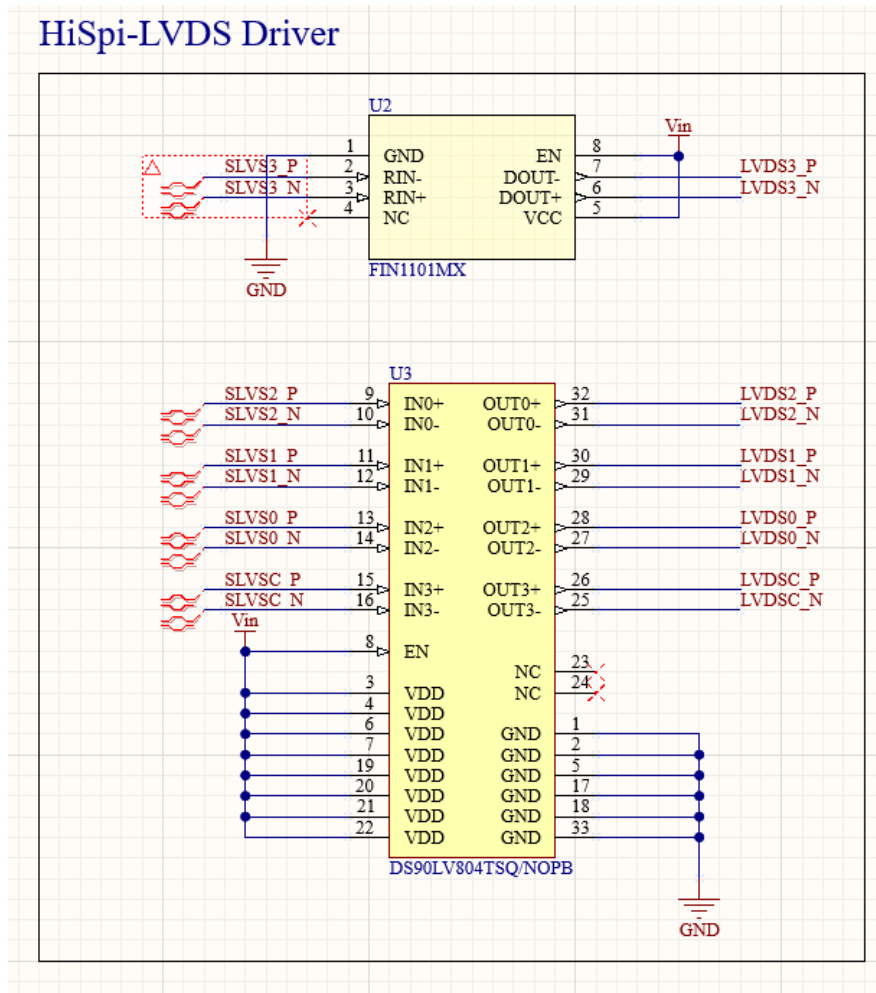 HiSpi-LVDS Driver
U2
Vin
1 GND EN 8
SLVS3_P 2 RIN- DOUT- 7 LVDS3_P
SLVS3_N 3 RIN+ DOUT+ 6 LVDS3_N
4 NC VCC 5
GND
FIN1101MX
U3
SLVS2_P 9 IN0+ OUT0+ 32 LVDS2_P
SLVS2_N 10 IN0- OUT0- 31 LVDS2_N
SLVS1_P 11 IN1+ OUT1+ 30 LVDS1_P
SLVS1_N 12 IN1- OUT1- 29 LVDS1_N
SLVS0_P 13 IN2+ OUT2+ 28 LVDS0_P
SLVS0_N 14 IN2- OUT2- 27 LVDS0_N
SLVSC_P 15 IN3+ OUT3+ 26 LVDSC_P
SLVSC_N 16 IN3- OUT3- 25 LVDSC_N
Vin
8 EN
NC 23
3 VDD NC 24
4 VDD
6 VDD GND 1
7 VDD GND 2
19 VDD GND 5
20 VDD GND 17
21 VDD GND 18
22 VDD GND 33
DS90LV804TSQ/NOPB
GND